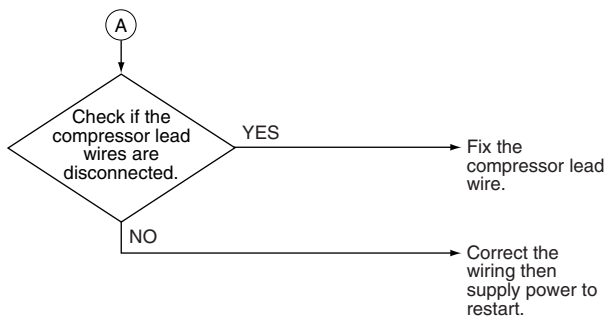 A
Check if the
compressor lead
wires are
disconnected.
YES
Fix the
compressor lead
wire.
NO
Correct the
wiring then
supply power to
restart.